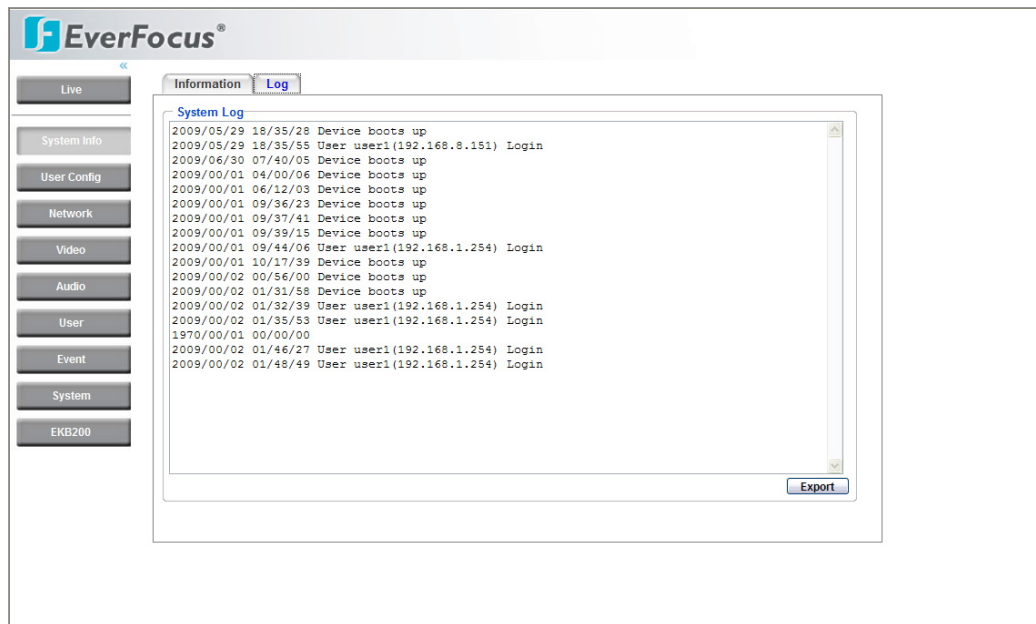 EverFocus®
«
Live
System Info
User Config
Network
Video
Audio
User
Event
System
EKB200
Information
Log
System Log
2009/05/29 18/35/28 Device boots up
2009/05/29 18/35/55 User user1(192.168.8.151) Login
2009/06/30 07/40/05 Device boots up
2009/00/01 04/00/06 Device boots up
2009/00/01 06/12/03 Device boots up
2009/00/01 09/36/23 Device boots up
2009/00/01 09/37/41 Device boots up
2009/00/01 09/39/15 Device boots up
2009/00/01 09/44/06 User user1(192.168.1.254) Login
2009/00/01 10/17/39 Device boots up
2009/00/02 00/56/00 Device boots up
2009/00/02 01/31/58 Device boots up
2009/00/02 01/32/39 User user1(192.168.1.254) Login
2009/00/02 01/35/53 User user1(192.168.1.254) Login
1970/00/01 00/00/00
2009/00/02 01/46/27 User user1(192.168.1.254) Login
2009/00/02 01/48/49 User user1(192.168.1.254) Login
Export